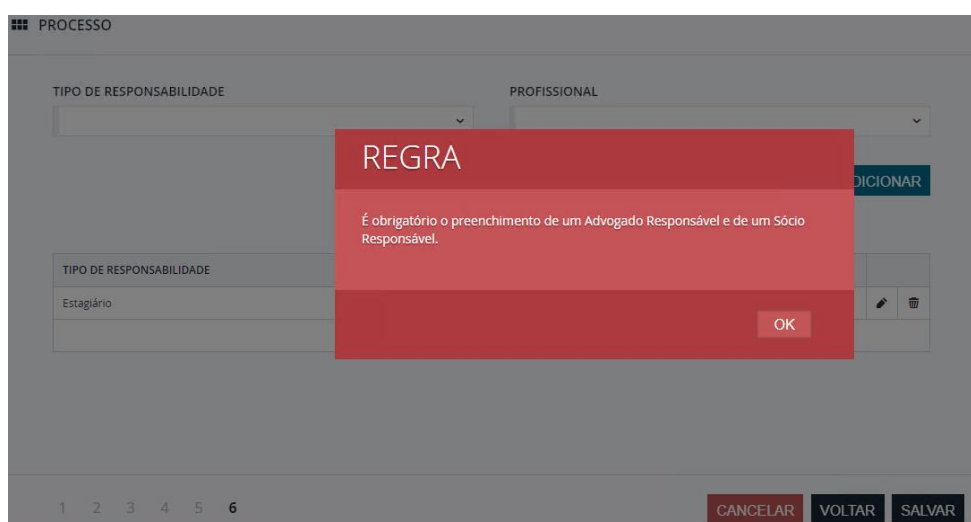 PROCESSO
TIPO DE RESPONSABILIDADE
PROFISSIONAL
REGRA
DICIONAR
É obrigatório o preenchimento de um Advogado Responsável e de um Sócio
Responsável.
TIPO DE RESPONSABILIDADE
Estagiário
OK
1 2 3 4 5 6
CANCELAR VOLTAR SALVAR